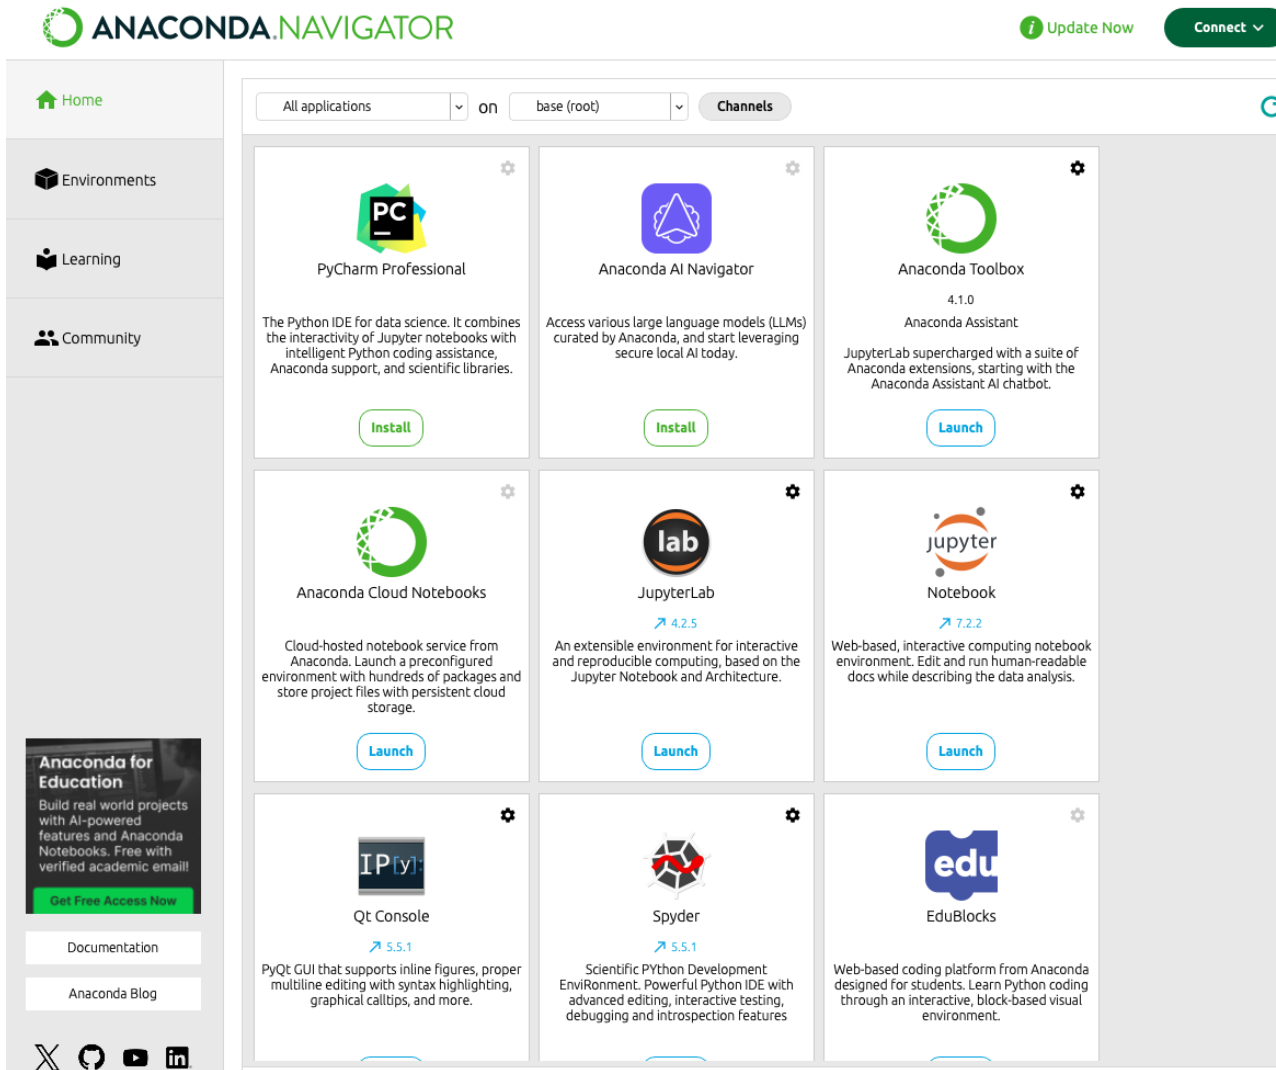 ANACONDA.NAVIGATOR
i Update Now
Connect
Home
Environments
Learning
Community
All applications
on
base (root)
Channels
PC
PyCharm Professional
The Python IDE for data science. It combines
the interactivity of Jupyter notebooks with
intelligent Python coding assistance,
Anaconda support, and scientific libraries.
Install
Anaconda AI Navigator
Access various large language models (LLMs)
curated by Anaconda, and start leveraging
secure local AI today.
Install
Anaconda Toolbox
4.1.0
Anaconda Assistant
JupyterLab supercharged with a suite of
Anaconda extensions, starting with the
Anaconda Assistant AI chatbot.
Launch
Anaconda Cloud Notebooks
Cloud-hosted notebook service from
Anaconda. Launch a preconfigured
environment with hundreds of packages and
store project files with persistent cloud
storage.
Launch
lab
JupyterLab
4.2.5
An extensible environment for interactive
and reproducible computing, based on the
Jupyter Notebook and Architecture.
Launch
jupyter
Notebook
7.2.2
Web-based, interactive computing notebook
environment. Edit and run human-readable
docs while describing the data analysis.
Launch
IP[y]:
Qt Console
5.5.1
PyQt GUI that supports inline figures, proper
multiline editing with syntax highlighting,
graphical calltips, and more.
Spyder
5.5.1
Scientific PYthon Development
EnviRonment. Powerful Python IDE with
advanced editing, interactive testing,
debugging and introspection features
edu
EduBlocks
Web-based coding platform from Anaconda
designed for students. Learn Python coding
through an interactive, block-based visual
environment.
Anaconda for
Education
Build real world projects
with AI-powered
features and Anaconda
Notebooks. Free with
verified academic email!
Get Free Access Now
Documentation
Anaconda Blog
in